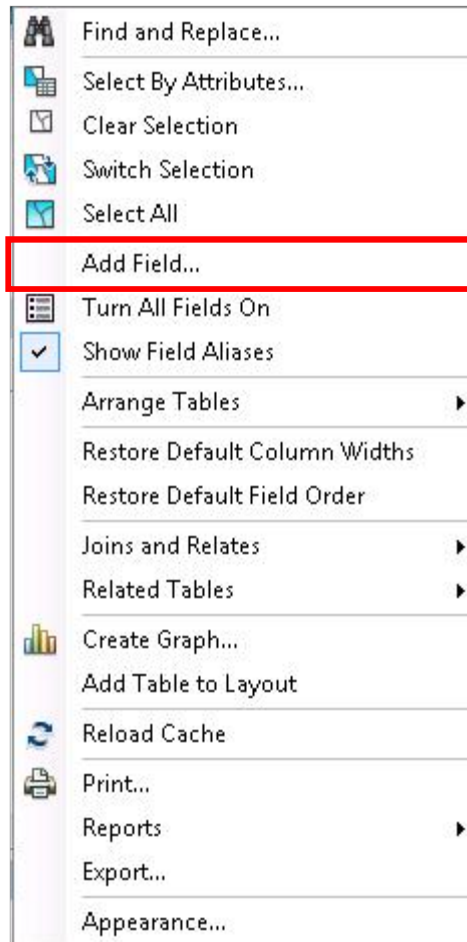 Find and Replace...
Select By Attributes...
Clear Selection
Switch Selection
Select All
Add Field...
Turn All Fields On
Show Field Aliases
Arrange Tables
Restore Default Column Widths
Restore Default Field Order
Joins and Relates
Related Tables
Create Graph...
Add Table to Layout
Reload Cache
Print...
Reports
Export...
Appearance...